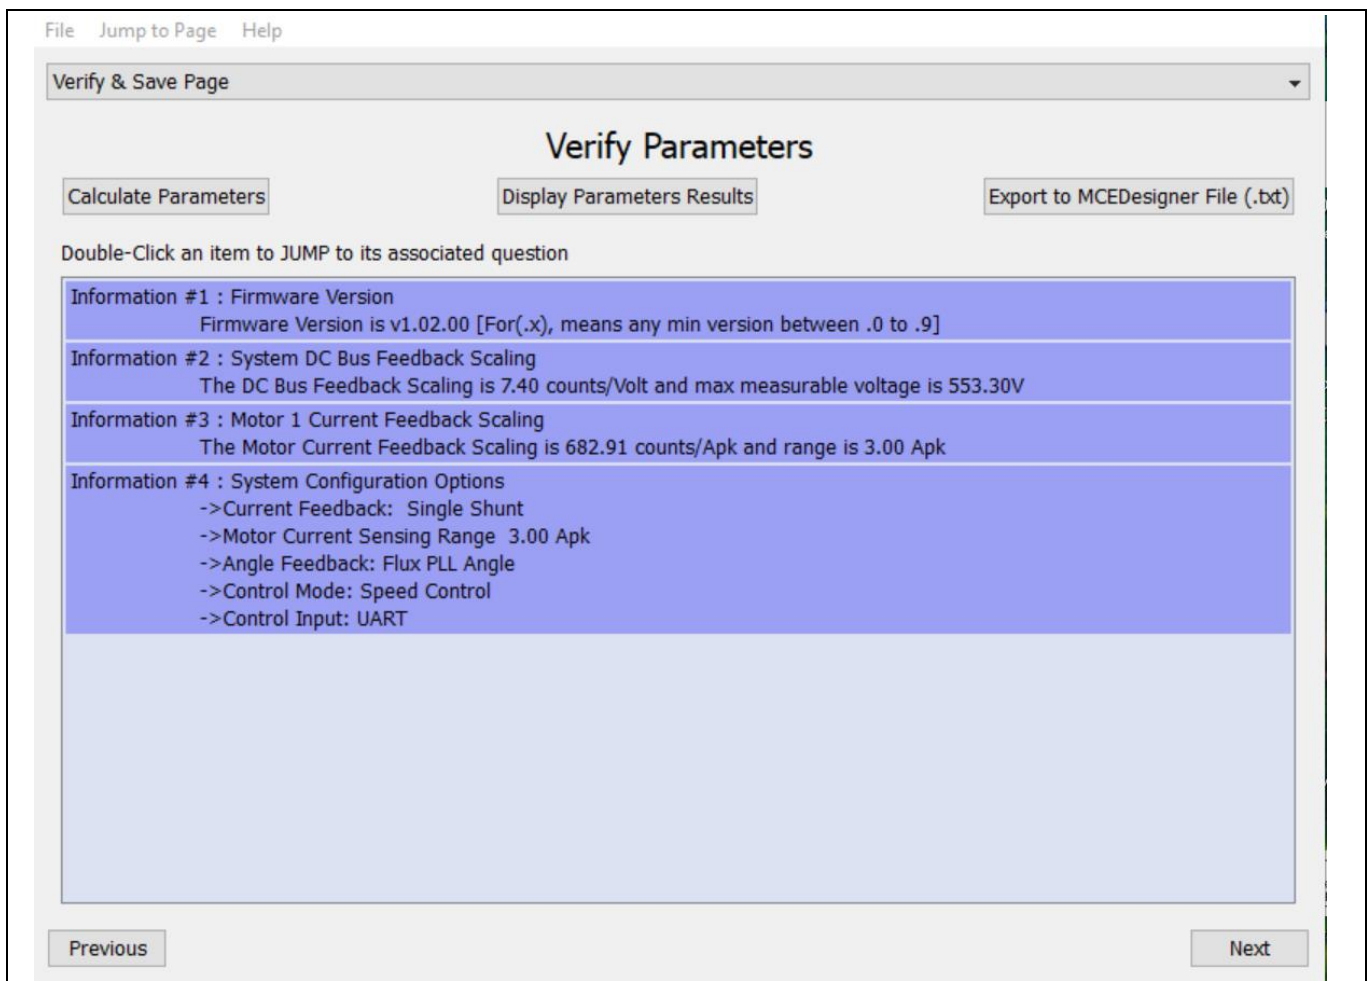 File Jump to Page Help
Verify & Save Page
Verify Parameters
Calculate Parameters Display Parameters Results Export to MCEDesigner File (.txt)
Double-Click an item to JUMP to its associated question
Information #1 : Firmware Version
Firmware Version is v1.02.00 [For(.x), means any min version between .0 to .9]
Information #2 : System DC Bus Feedback Scaling
The DC Bus Feedback Scaling is 7.40 counts/Volt and max measurable voltage is 553.30V
Information #3 : Motor 1 Current Feedback Scaling
The Motor Current Feedback Scaling is 682.91 counts/Apk and range is 3.00 Apk
Information #4 : System Configuration Options
->Current Feedback: Single Shunt
->Motor Current Sensing Range 3.00 Apk
->Angle Feedback: Flux PLL Angle
->Control Mode: Speed Control
->Control Input: UART
Previous Next